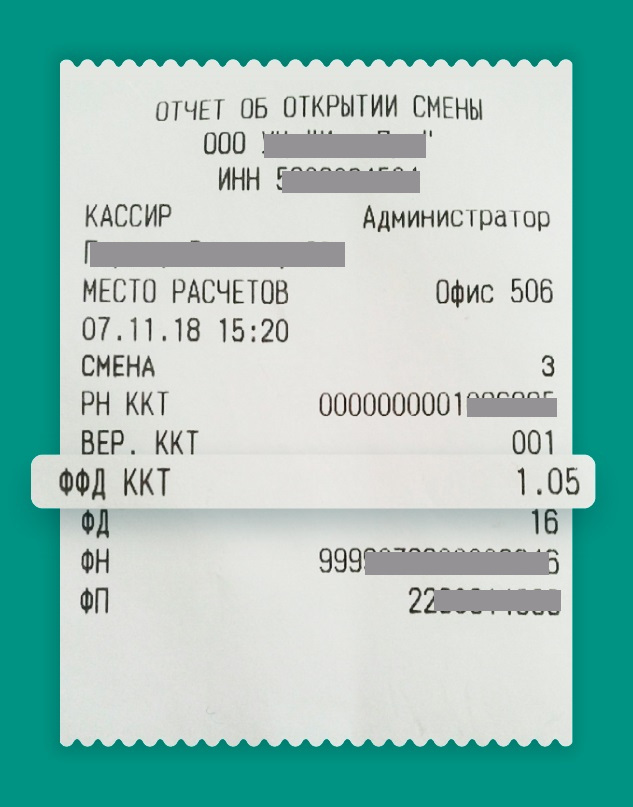 ОТЧЕТ ОБ ОТКРЫТИИ СМЕНЫ
ООО
ИНН
КАССИР Администратор
МЕСТО РАСЧЕТОВ Офис 506
07.11.18 15:20
СМЕНА 3
РН ККТ
ВЕР. ККТ 001
ФФД ККТ 1.05
ФД 16
ФН
ФП